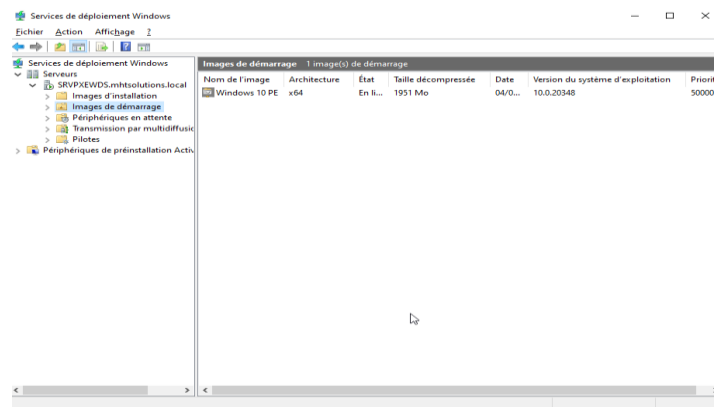 Services de déploiement Windows
Fichier Action Affichage ?
Services de déploiement Windows
Serveurs
SRVPXEWDS.mhtsolutions.local
Images d'installation
Images de démarrage
Périphériques en attente
Transmission par multidiffusic
Pilotes
Périphériques de préinstallation Activ
Images de démarrage 1 image(s) de démarrage
Nom de l'image Architecture État Taille décompressée Date Version du système d'exploitation Priorit
Windows 10 PE x64 En li... 1951 Mo 04/0... 10.0.20348 50000